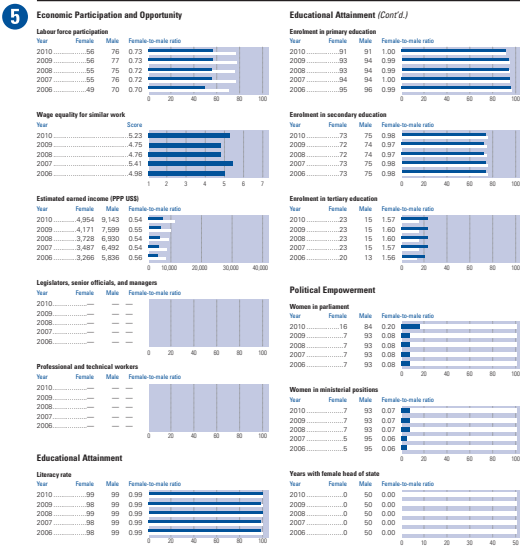 5
Economic Participation and Opportunity
Labour force participation
Year Female Male Female-to-male ratio
2010..............56 76 0.73
2009..............56 77 0.73
2008..............55 75 0.72
2007..............55 76 0.72
2006..............49 70 0.70
0 20 40 60 80 100
Wage equality for similar work
Year Score
2010..............5.23
2009..............4.75
2008..............4.76
2007..............5.41
2006..............4.98
1 2 3 4 5 6 7
Estimated earned income (PPP US$)
Year Female Male Female-to-male ratio
2010..............4,954 9,143 0.54
2009..............4,171 7,599 0.55
2008..............3,728 6,930 0.54
2007..............3,487 6,492 0.54
2006..............3,266 5,836 0.56
0 10,000 20,000 30,000 40,000
Legislators, senior officials, and managers
Year Female Male Female-to-male ratio
2010..............— — —
2009..............— — —
2008..............— — —
2007..............— — —
2006..............— — —
0 20 40 60 80 100
Professional and technical workers
Year Female Male Female-to-male ratio
2010..............— — —
2009..............— — —
2008..............— — —
2007..............— — —
2006..............— — —
0 20 40 60 80 100
Educational Attainment
Literacy rate
Year Female Male Female-to-male ratio
2010..............99 99 0.99
2009..............98 99 0.99
2008..............99 99 0.99
2007..............98 99 0.99
2006..............98 99 0.99
0 20 40 60 80 100
Educational Attainment (Cont'd.)
Enrolment in primary education
Year Female Male Female-to-male ratio
2010..............91 91 1.00
2009..............93 94 0.99
2008..............93 94 0.99
2007..............94 94 1.00
2006..............95 96 0.99
0 20 40 60 80 100
Enrolment in secondary education
Year Female Male Female-to-male ratio
2010..............73 75 0.98
2009..............72 74 0.97
2008..............72 74 0.97
2007..............73 75 0.98
2006..............73 75 0.98
0 20 40 60 80 100
Enrolment in tertiary education
Year Female Male Female-to-male ratio
2010..............23 15 1.57
2009..............23 15 1.60
2008..............23 15 1.60
2007..............23 15 1.57
2006..............20 13 1.56
0 20 40 60 80 100
Political Empowerment
Women in parliament
Year Female Male Female-to-male ratio
2010..............16 84 0.20
2009..............7 93 0.08
2008..............7 93 0.08
2007..............7 93 0.08
2006..............7 93 0.08
0 20 40 60 80 100
Women in ministerial positions
Year Female Male Female-to-male ratio
2010..............7 93 0.07
2009..............7 93 0.07
2008..............7 93 0.07
2007..............5 95 0.06
2006..............5 95 0.06
0 20 40 60 80 100
Years with female head of state
Year Female Male Female-to-male ratio
2010..............0 50 0.00
2009..............0 50 0.00
2008..............0 50 0.00
2007..............0 50 0.00
2006..............0 50 0.00
0 10 20 30 40 50